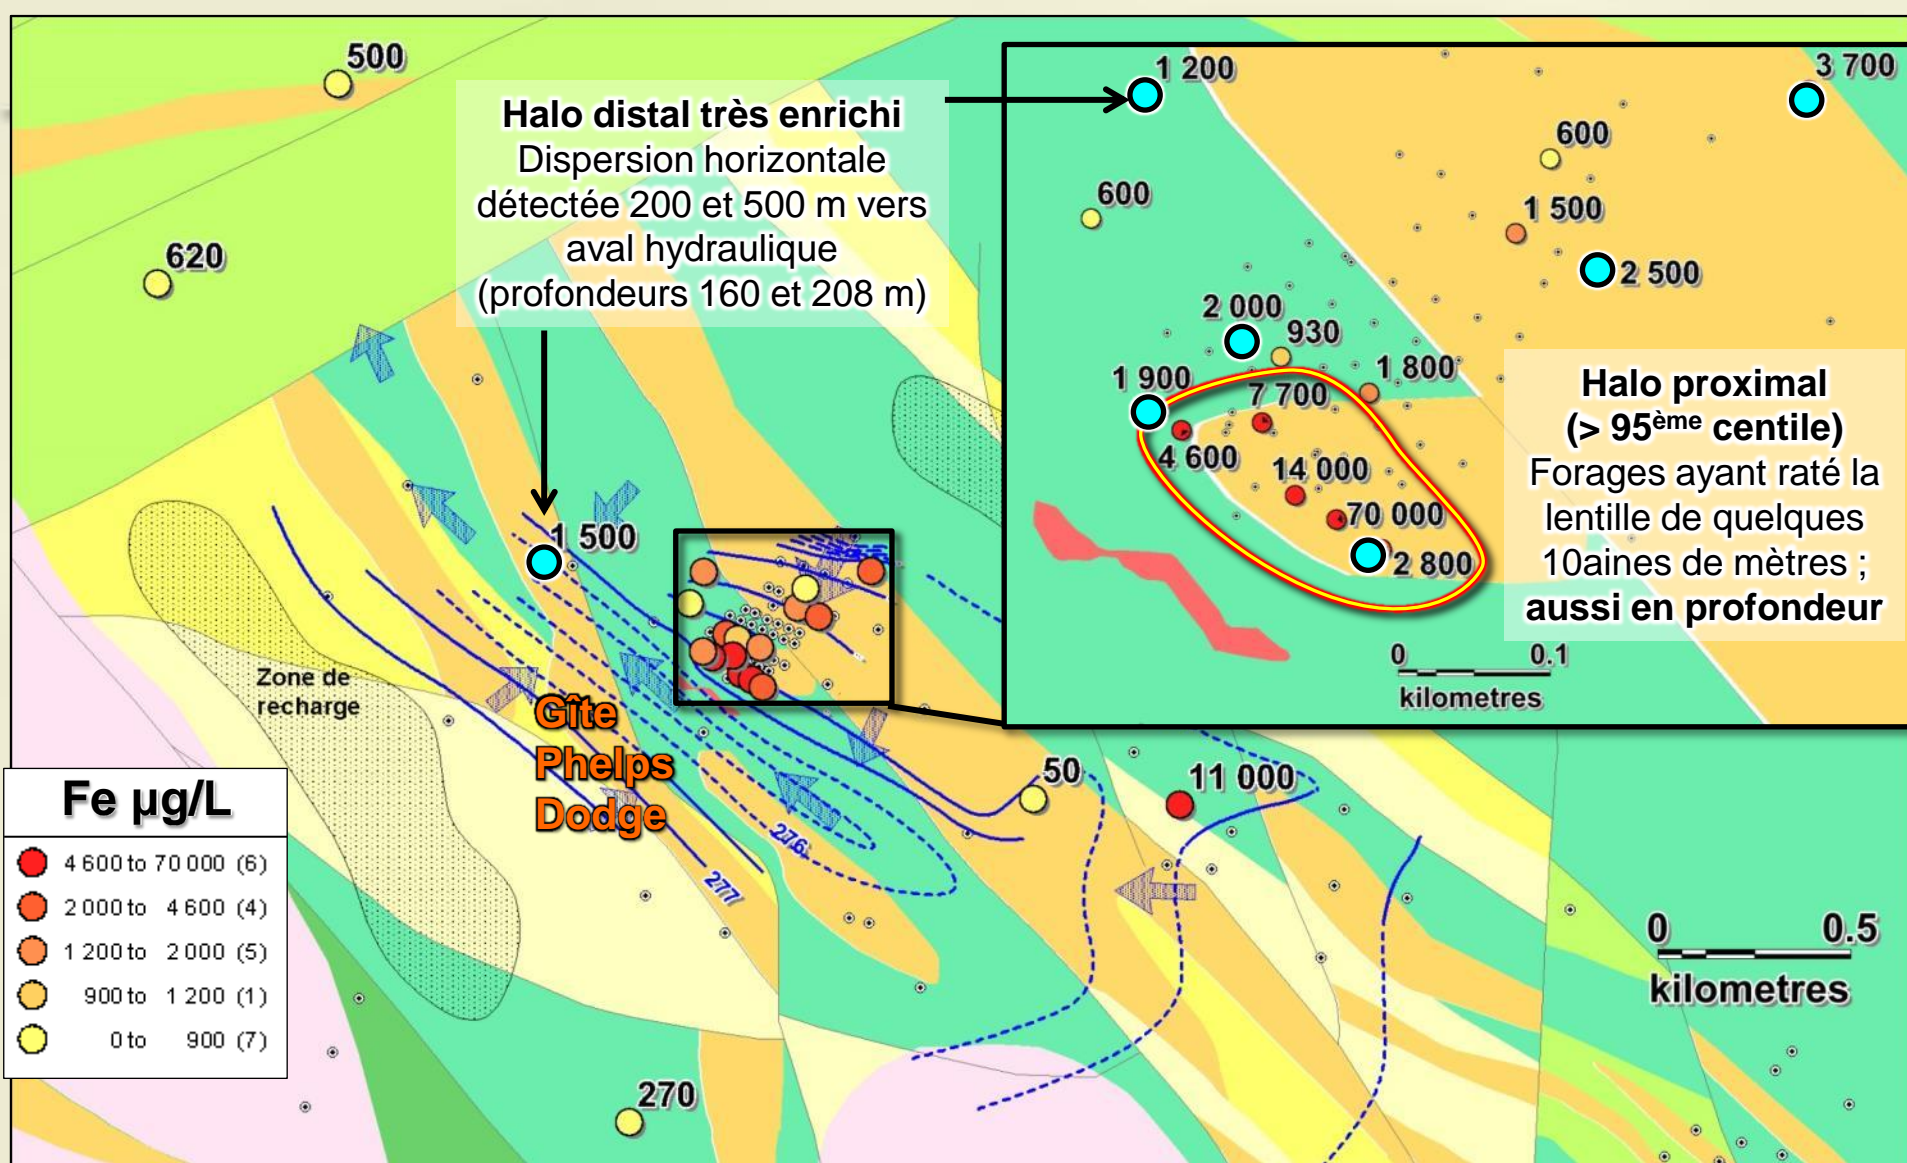 500
620
Halo distal très enrichi
Dispersion horizontale
détectée 200 et 500 m vers
aval hydraulique
(profondeurs 160 et 208 m)
1 200
3 700
600
600
1 500
2 500
2 000
930
1 900
1 800
7 700
4 600
14 000
70 000
2 800
Halo proximal
(> 95ème centile)
Forages ayant raté la
lentille de quelques
10aines de mètres ;
aussi en profondeur
0 0.1
kilometres
1 500
Zone de
recharge
Gîte
Phelps
Dodge
276
277
50
11 000
270
0 0.5
kilometres
Fe µg/L
4 600 to 70 000 (6)
2 000 to 4 600 (4)
1 200 to 2 000 (5)
900 to 1 200 (1)
0 to 900 (7)